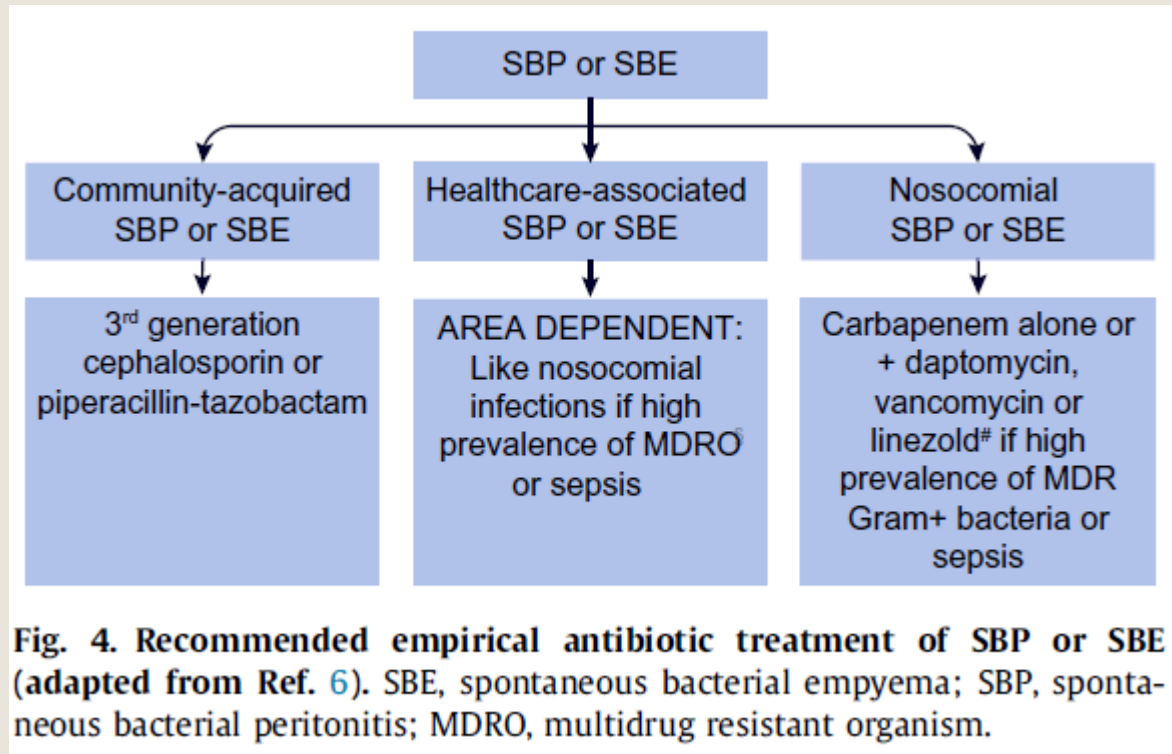 SBP or SBE
Community-acquired
SBP or SBE
Healthcare-associated
SBP or SBE
Nosocomial
SBP or SBE
3rd generation
cephalosporin or
piperacillin-tazobactam
AREA DEPENDENT:
Like nosocomial
infections if high
prevalence of MDRO6
or sepsis
Carbapenem alone or
+ daptomycin,
vancomycin or
linezold# if high
prevalence of MDR
Gram+ bacteria or
sepsis
Fig. 4. Recommended empirical antibiotic treatment of SBP or SBE
(adapted from Ref. 6). SBE, spontaneous bacterial empyema; SBP, sponta-
neous bacterial peritonitis; MDRO, multidrug resistant organism.